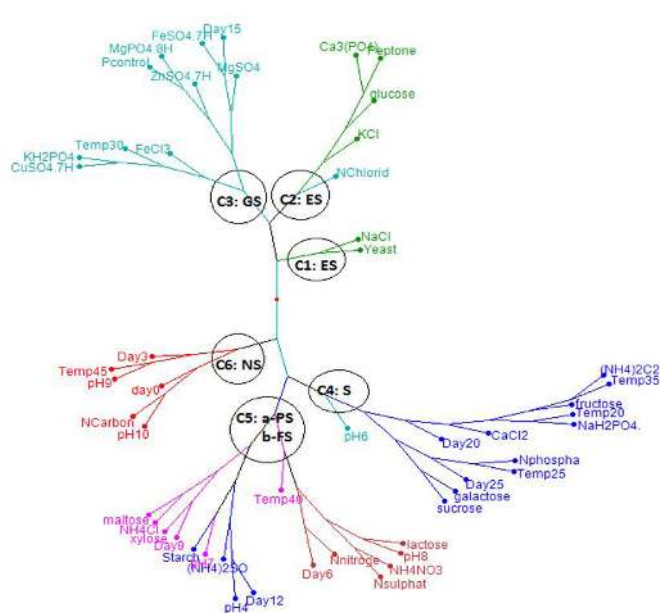 FeSO4.7H
Day15
MgPO4.8H
Pcontrol
ZnSO4.7H
MgSO4
Ca3(PO4)
Peptone
glucose
KCl
NChlorid
Temp30
FeCl3
KH2PO4
CuSO4.7H
C3: GS
C2: ES
NaCl
Yeast
C1: ES
Day3
Temp45
pH9
day0
C6: NS
NCarbon
pH10
C4: S
C5: a-PS
b-FS
pH6
(NH4)2C2
Temp35
fructose
Temp20
NaH2PO4.
CaCl2
Day20
Nphospha
Temp25
Day25
galactose
sucrose
Temp40
maltose
NH4Cl
xylose
Day9
Starch
(NH4)2SO
pH4
Day12
Day6
Nnitroge
lactose
pH8
NH4NO3
Nsulphat